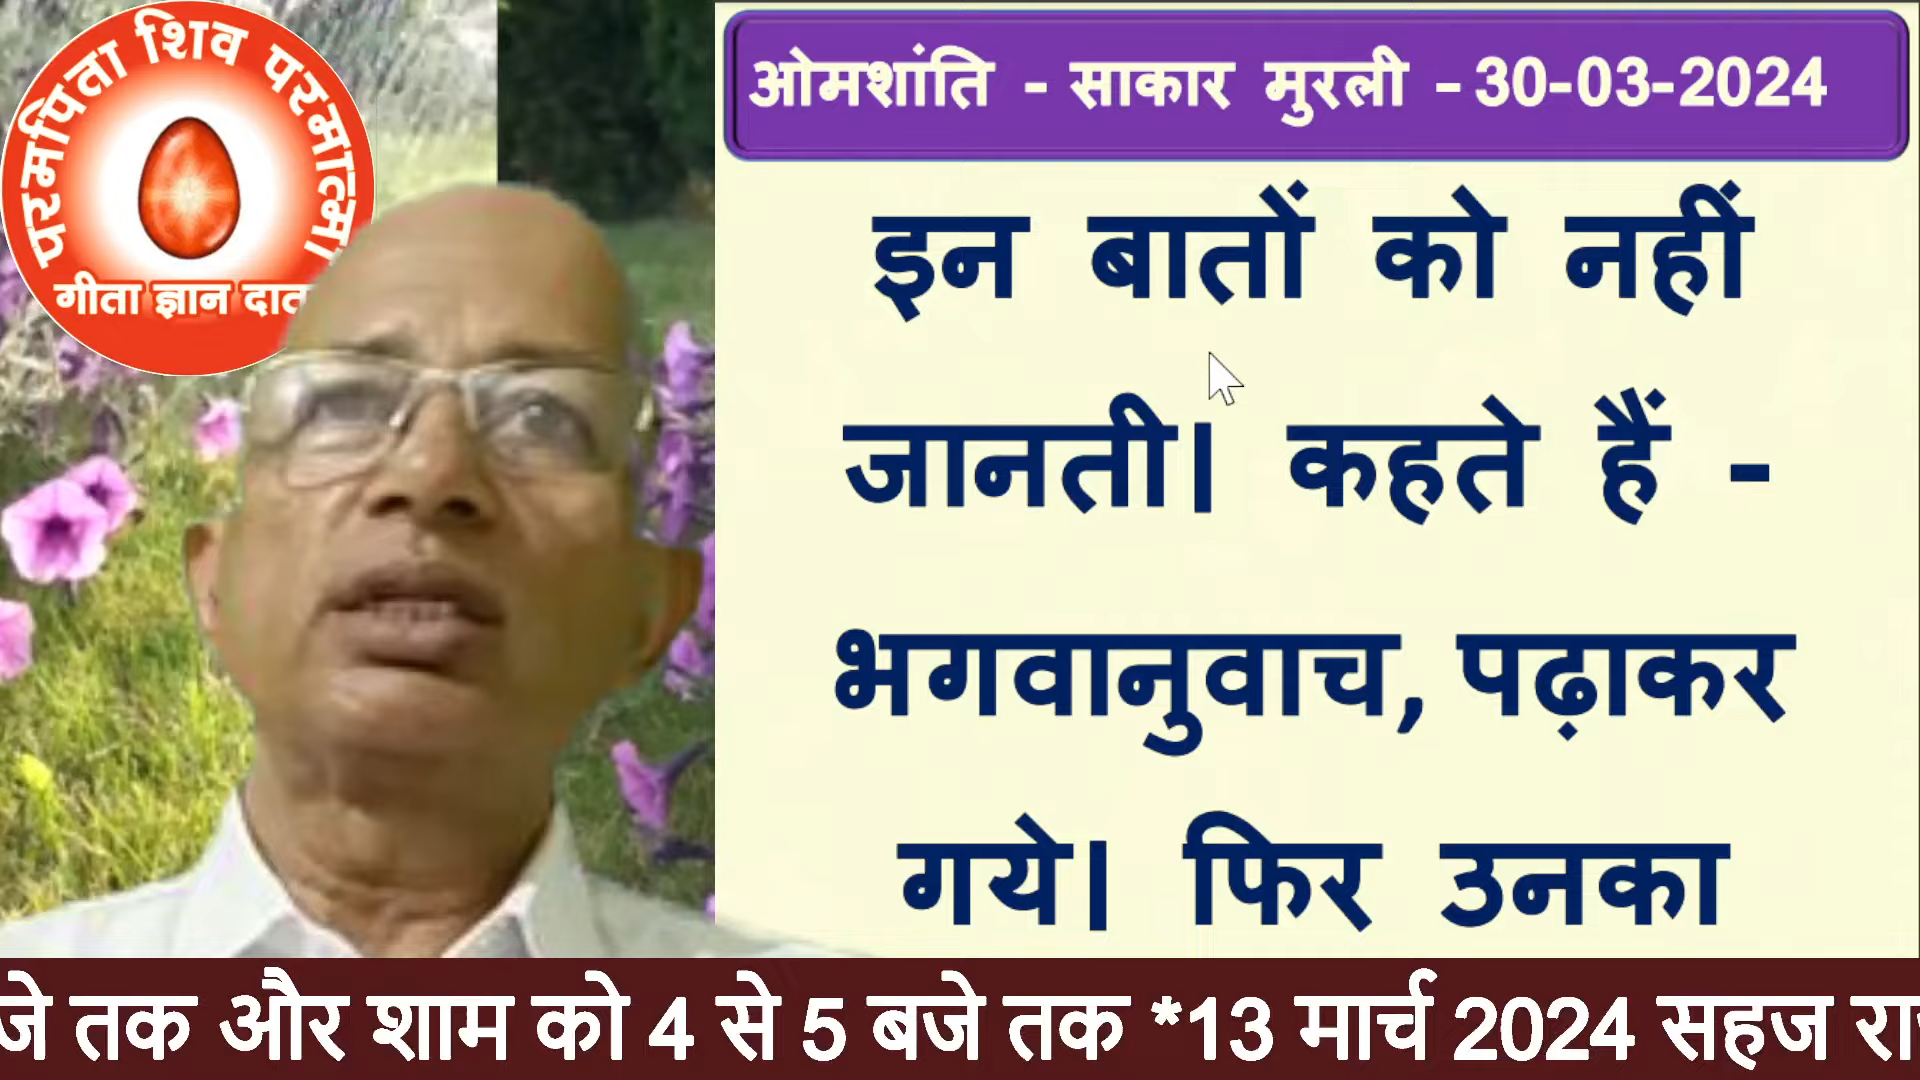 परमपिता शिव परमात्मा
गीता ज्ञान
ओमशांति - साकार मुरली - 30-03-2024
इन बातों को नहीं
जानती। कहते हैं -
भगवानुवाच, पढ़ाकर
गये। फिर उनका
तक और शाम को 4 से 5 बजे तक *13 मार्च 2024 सहज